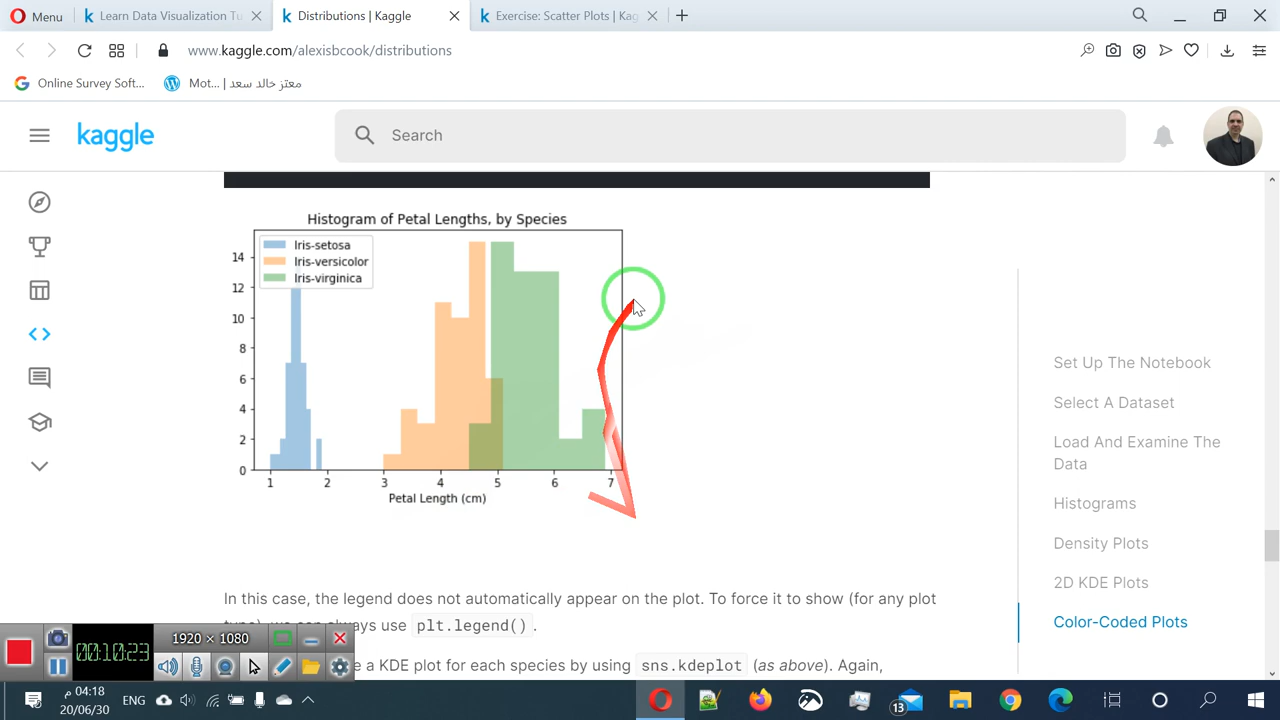 Menu
Learn Data Visualization Tu
Distributions | Kaggle
Exercise: Scatter Plots | Kag
www.kaggle.com/alexisbcook/distributions
Online Survey Soft...
Mot... | معتز خالد سعد
kaggle
Search
Histogram of Petal Lengths, by Species
Iris-setosa
Iris-versicolor
Iris-virginica
14
12
10
8
6
4
2
0
1 2 3 4 5 6 7
Petal Length (cm)
Set Up The Notebook
Select A Dataset
Load And Examine The
Data
Histograms
Density Plots
2D KDE Plots
Color-Coded Plots
In this case, the legend does not automatically appear on the plot. To force it to show (for any plot
always use plt.legend() .
e a KDE plot for each species by using sns.kdeplot (as above). Again,
00:10:23
1920 × 1080
04:18 م
20/06/30
ENG
13